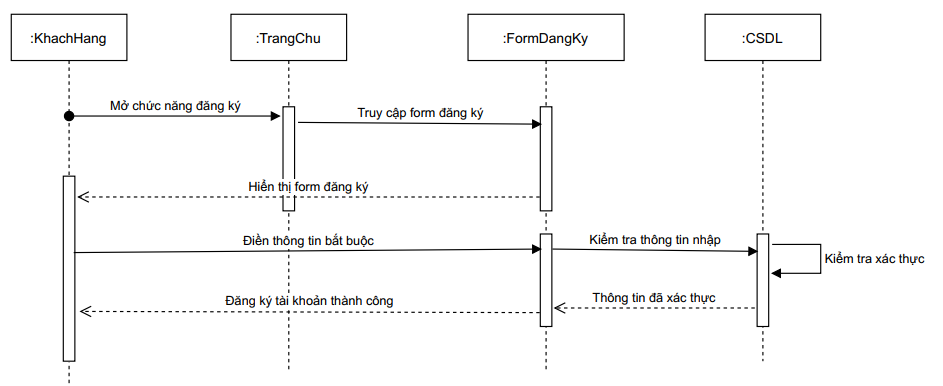 :KhachHang
:TrangChu
:FormDangKy
:CSDL
Mở chức năng đăng ký
Truy cập form đăng ký
Hiển thị form đăng ký
Điền thông tin bắt buộc
Kiểm tra thông tin nhập
Kiểm tra xác thực
Đăng ký tài khoản thành công
Thông tin đã xác thực